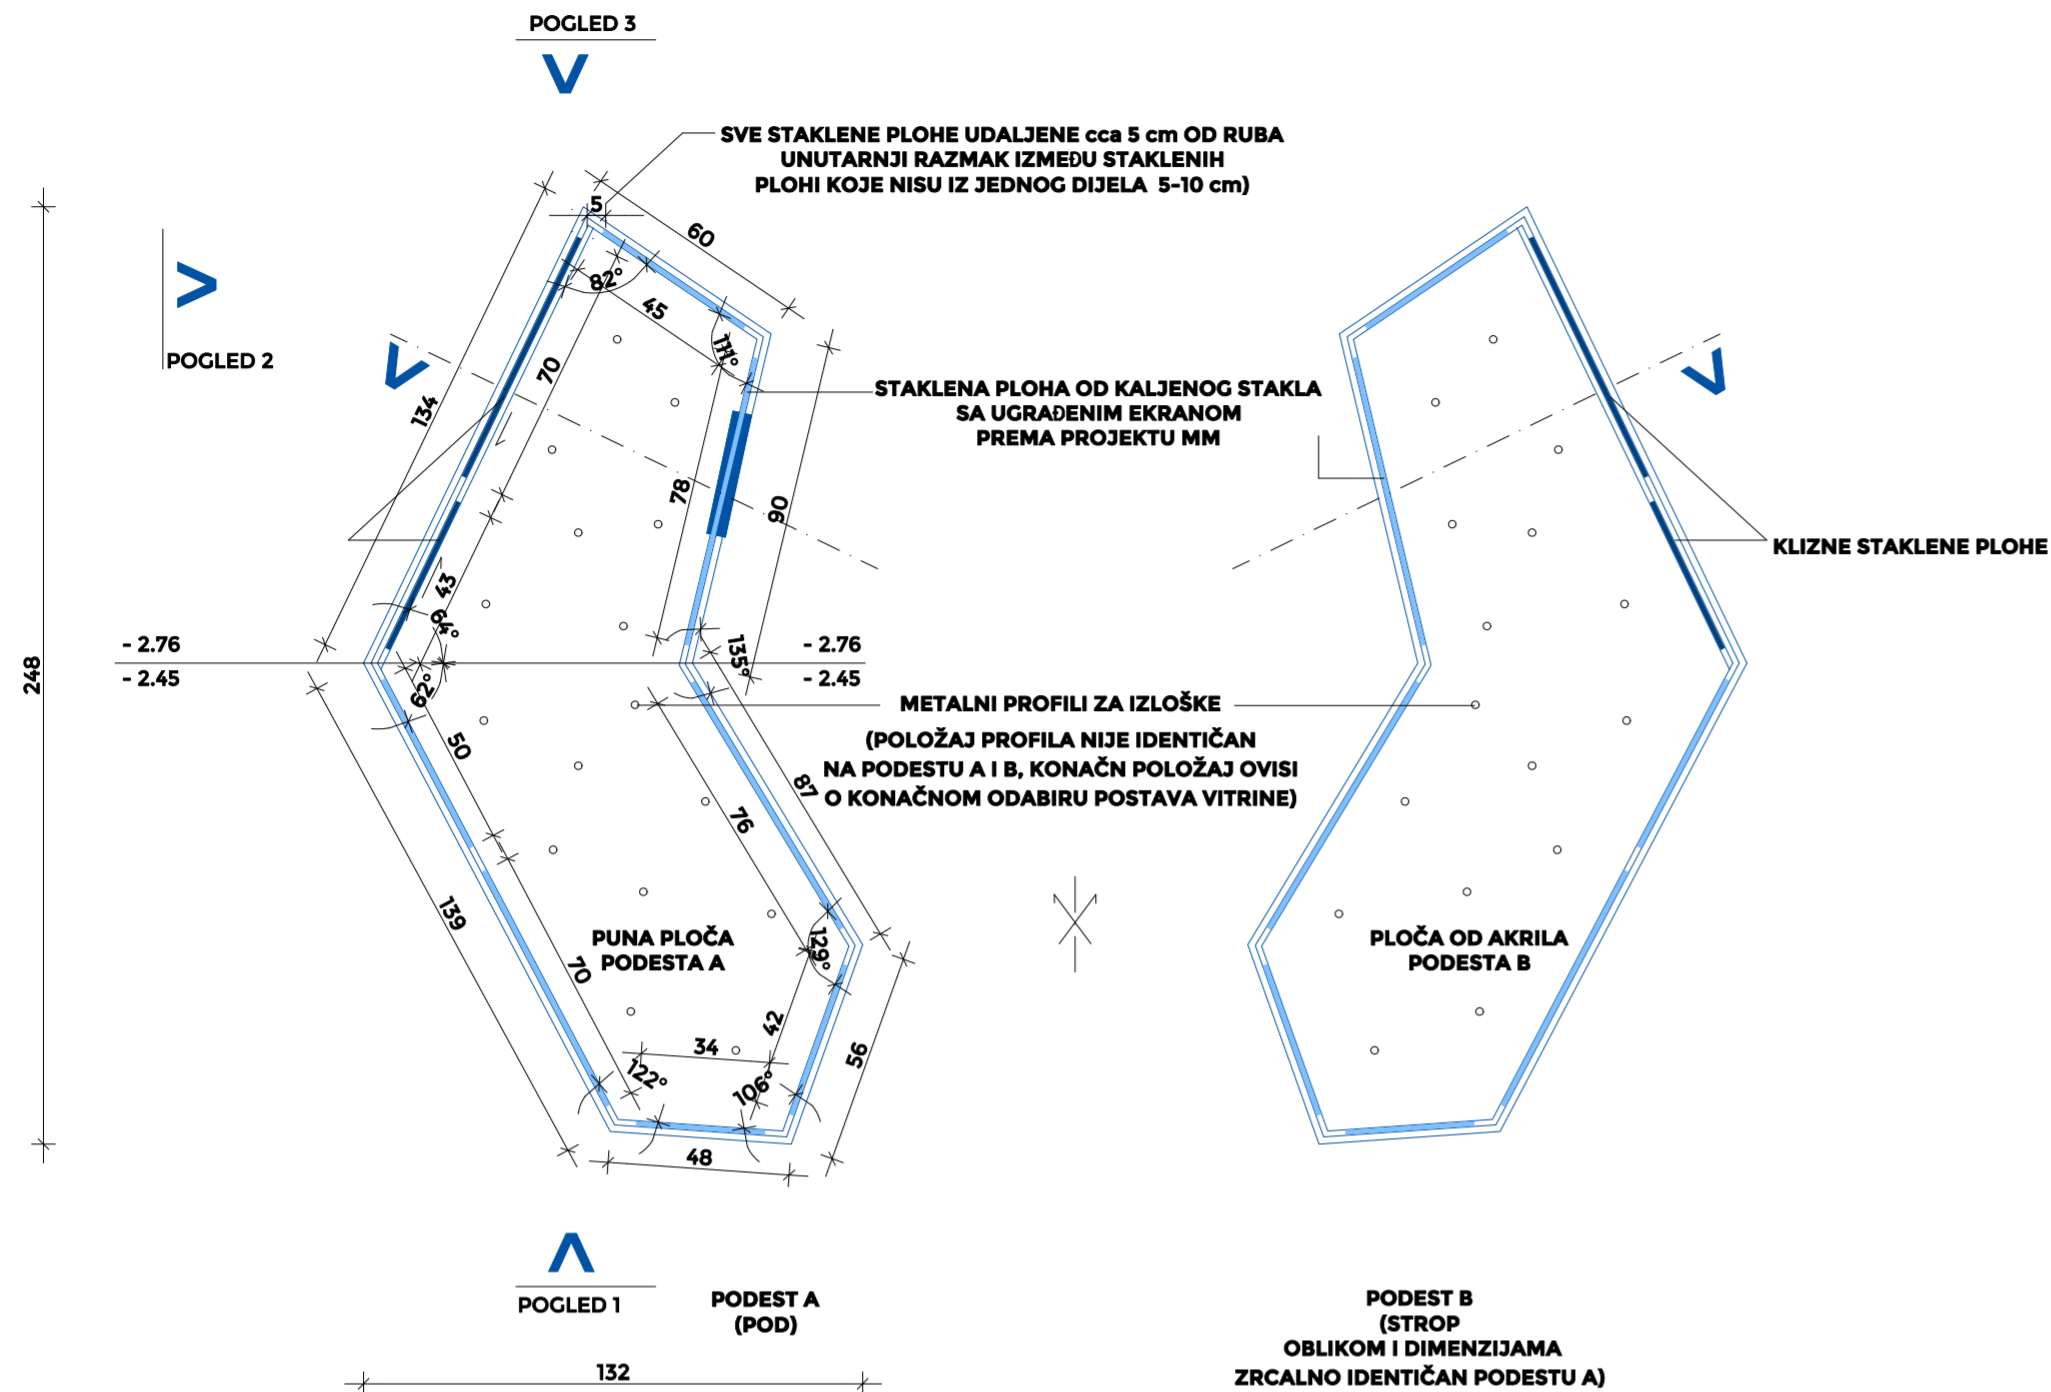 POGLED 3
SVE STAKLENE PLOHE UDALJENE cca 5 cm OD RUBA
UNUTARNJI RAZMAK IZMEĐU STAKLENIH
PLOHI KOJE NISU IZ JEDNOG DIJELA 5-10 cm)
5
60
82°
45
111°
POGLED 2
70
134
STAKLENA PLOHA OD KALJENOG STAKLA
SA UGRAĐENIM EKRANOM
PREMA PROJEKTU MM
78
90
KLIZNE STAKLENE PLOHE
43
64°
- 2.76
- 2.76
135°
248
- 2.45
- 2.45
62°
METALNI PROFILI ZA IZLOŠKE
(POLOŽAJ PROFILA NIJE IDENTIČAN
NA PODESTU A I B, KONAČN POLOŽAJ OVISI
O KONAČNOM ODABIRU POSTAVA VITRINE)
50
87
76
139
PUNA PLOČA
PODESTA A
129°
PLOČA OD AKRILA
PODESTA B
70
42
34
56
122°
106°
48
POGLED 1
PODEST A
(POD)
PODEST B
(STROP
OBLIKOM I DIMENZIJAMA
ZRCALNO IDENTIČAN PODESTU A)
132